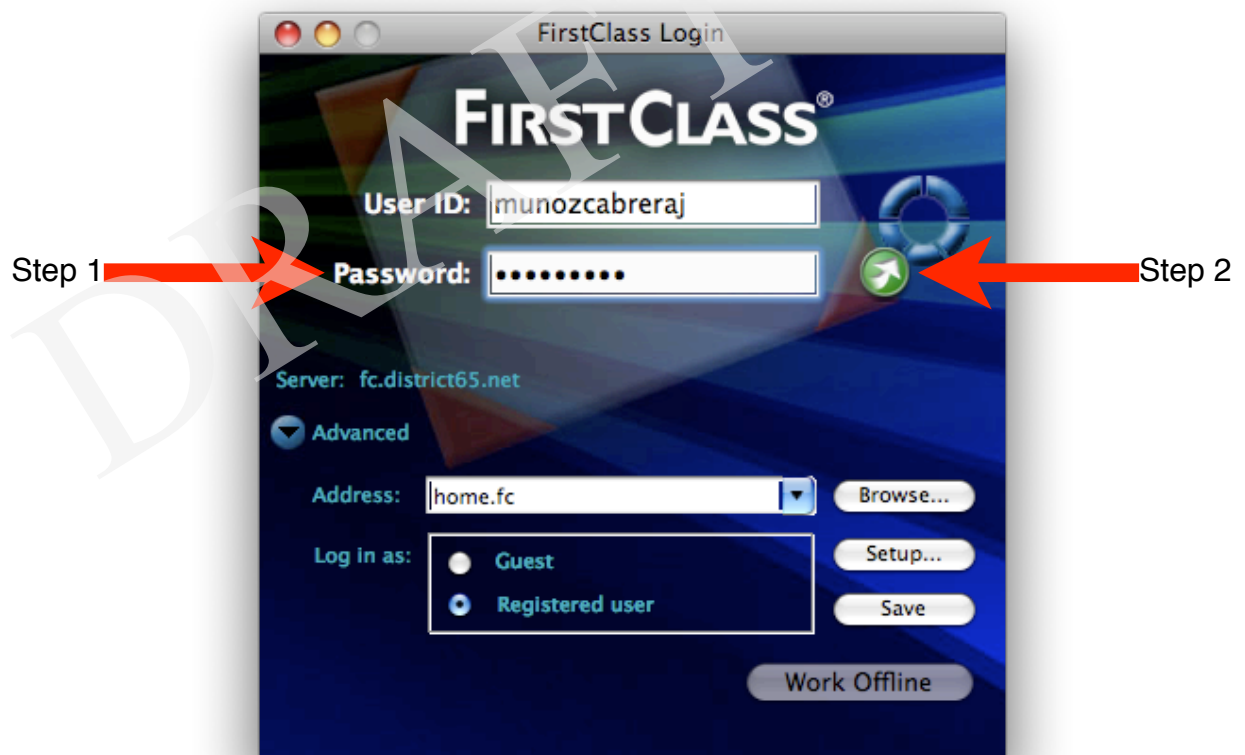 FirstClass Login
FIRSTCLASS®
User ID: munozcabreraj
Step 1 Password: ••••••••• Step 2
Server: fc.district65.net
Advanced
Address: home.fc Browse...
Log in as: Guest Setup...
Registered user Save
Work Offline
DRAFT